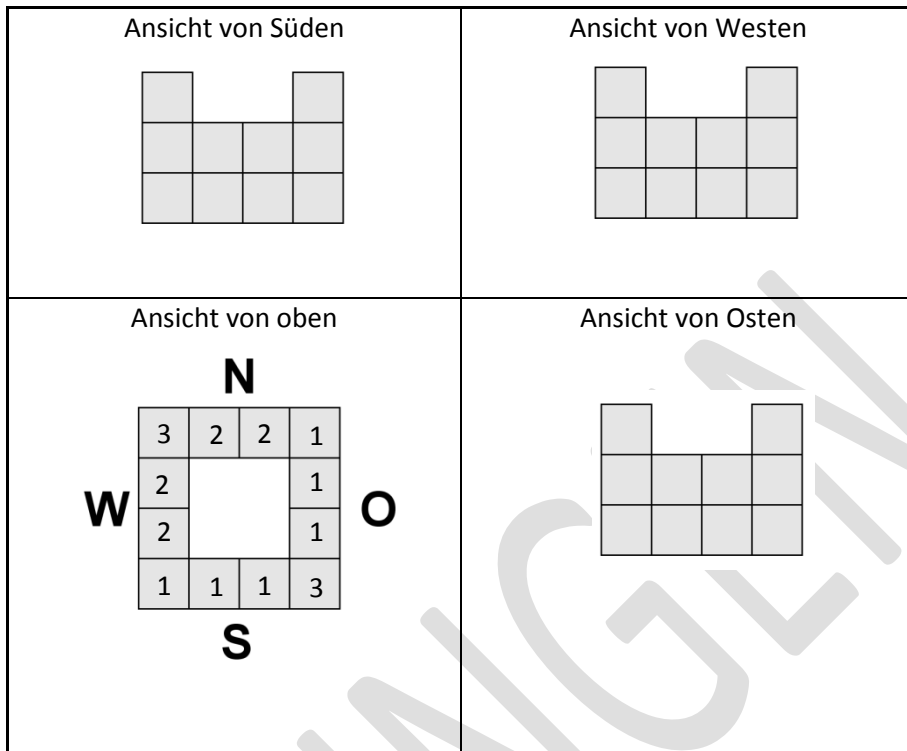 Ansicht von Süden
Ansicht von Westen
Ansicht von oben
N
3 2 2 1
2 1
W O
2 1
1 1 1 3
S
Ansicht von Osten